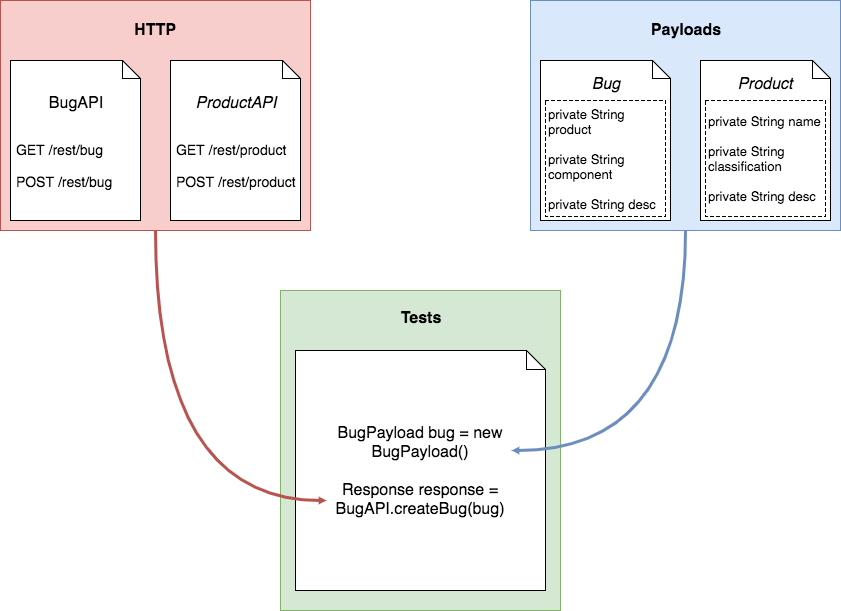 HTTP
BugAPI
GET /rest/bug
POST /rest/bug
ProductAPI
GET /rest/product
POST /rest/product
Payloads
Bug
private String
product
private String
component
private String desc
Product
private String name
private String
classification
private String desc
Tests
BugPayload bug = new
BugPayload()
Response response =
BugAPI.createBug(bug)